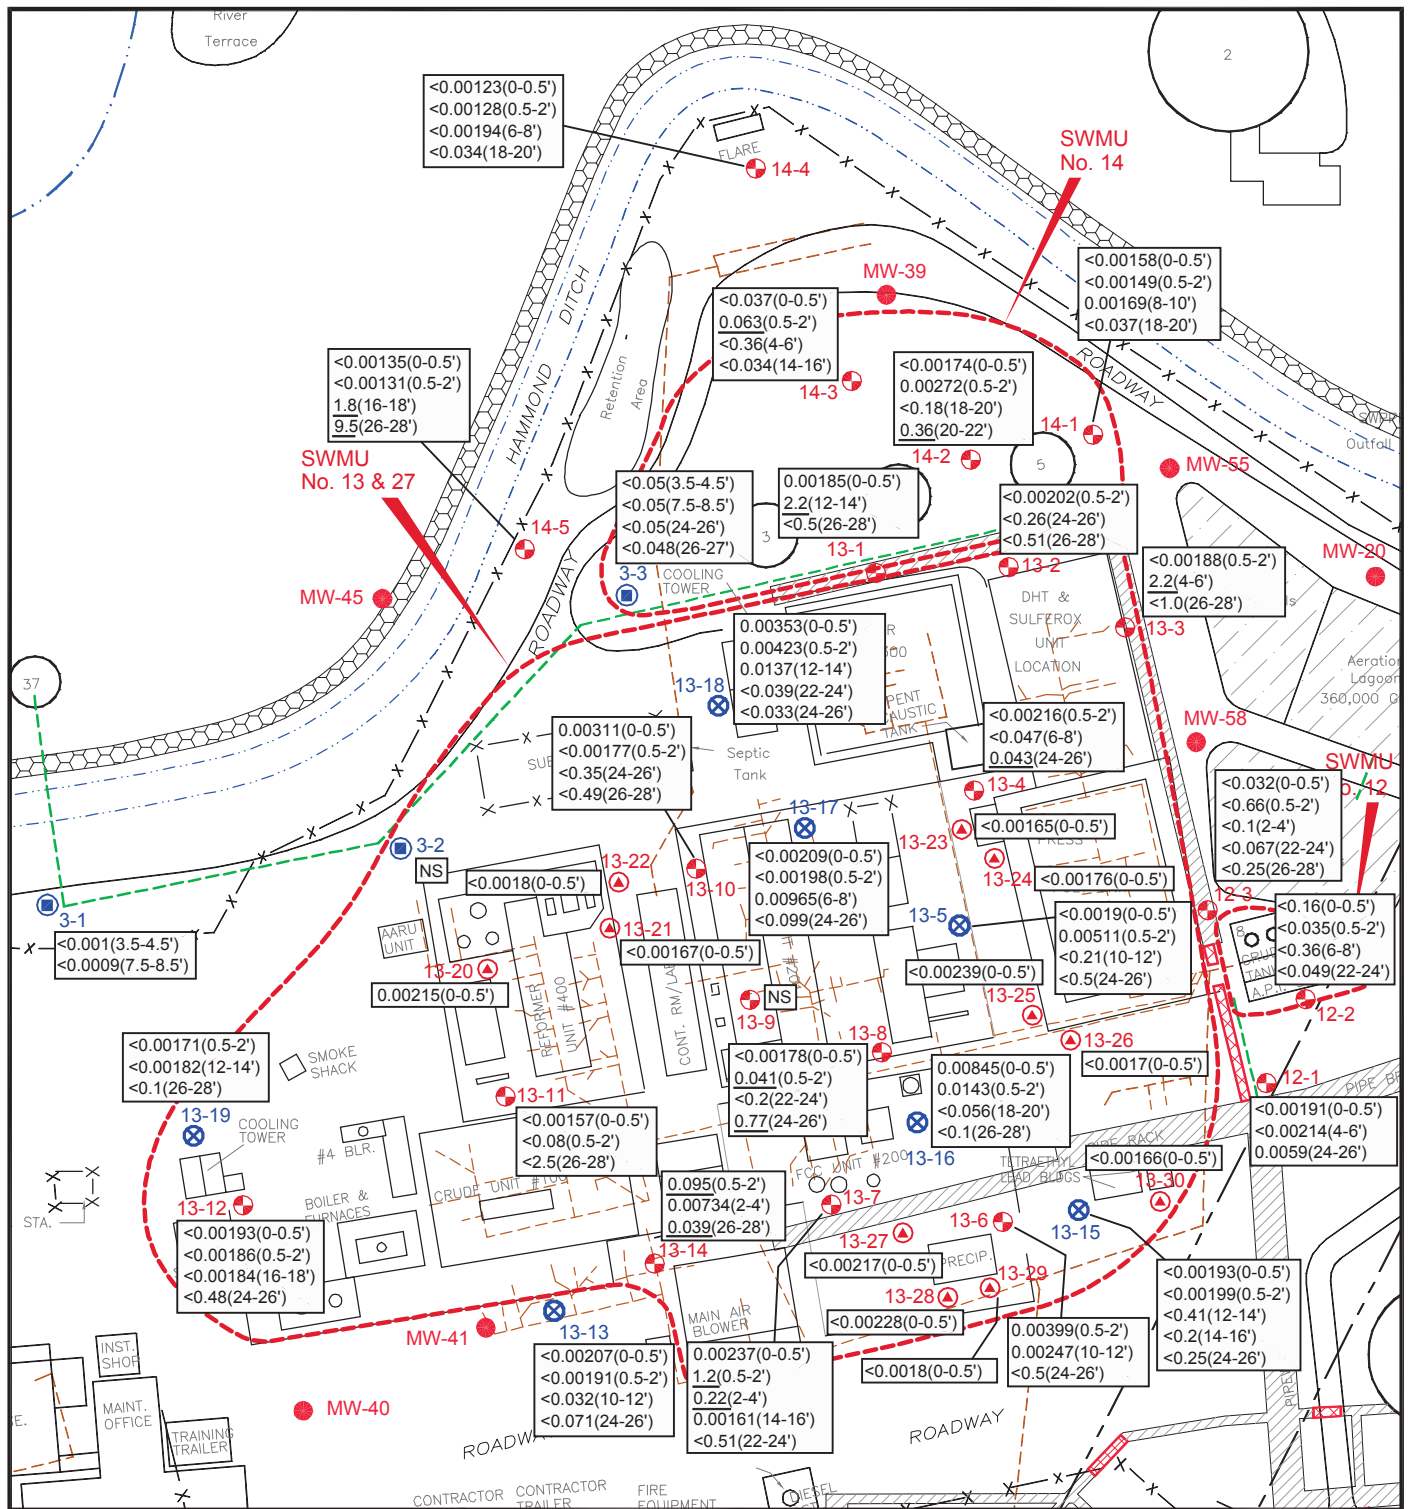 River
Terrace
2
<0.00123(0-0.5')
<0.00128(0.5-2')
<0.00194(6-8')
<0.034(18-20')
FLARE
14-4
SWMU
No. 14
<0.00158(0-0.5')
<0.00149(0.5-2')
0.00169(8-10')
<0.037(18-20')
MW-39
<0.037(0-0.5')
0.063(0.5-2')
<0.36(4-6')
<0.034(14-16')
14-3
HAMMOND DITCH
Retention -
Area
ROADWAY
<0.00135(0-0.5')
<0.00131(0.5-2')
1.8(16-18')
9.5(26-28')
<0.00174(0-0.5')
0.00272(0.5-2')
<0.18(18-20')
0.36(20-22')
14-1
14-2
5
MW-55
Outfall
SWMU
No. 13 & 27
<0.05(3.5-4.5')
<0.05(7.5-8.5')
<0.05(24-26')
<0.048(26-27')
0.00185(0-0.5')
2.2(12-14')
<0.5(26-28')
3
<0.00202(0.5-2')
<0.26(24-26')
<0.51(26-28')
14-5
13-1
13-2
MW-20
<0.00188(0.5-2')
2.2(4-6')
<1.0(26-28')
MW-45
3-3
COOLING
TOWER
ROADWAY
DHT &
SULFEROX
UNIT
LOCATION
13-3
0.00353(0-0.5')
0.00423(0.5-2')
0.0137(12-14')
<0.039(22-24')
<0.033(24-26')
37
13-18
Aeration
Lagoon
360,000 G
TANK
<0.00216(0.5-2')
<0.047(6-8')
0.043(24-26')
0.00311(0-0.5')
<0.00177(0.5-2')
<0.35(24-26')
<0.49(26-28')
Septic
Tank
MW-58
SWMU
o. 12
<0.032(0-0.5')
<0.66(0.5-2')
<0.1(2-4')
<0.067(22-24')
<0.25(26-28')
13-4
13-17
13-23
<0.00165(0-0.5')
PRESS
3-2
NS
13-22
<0.0018(0-0.5')
13-10
<0.00209(0-0.5')
<0.00198(0.5-2')
0.00965(6-8')
<0.099(24-26')
13-24
<0.00176(0-0.5')
12-3
3-1
<0.001(3.5-4.5')
<0.0009(7.5-8.5')
AARU
UNIT
13-21
<0.00167(0-0.5')
13-5
<0.0019(0-0.5')
0.00511(0.5-2')
<0.21(10-12')
<0.5(24-26')
<0.16(0-0.5')
<0.035(0.5-2')
<0.36(6-8')
<0.049(22-24')
8
13-20
0.00215(0-0.5')
REFORMER
UNIT #400
CONT. RM/LAB
<0.00239(0-0.5')
NS
13-9
13-25
12-2
13-8
13-26
<0.0017(0-0.5')
<0.00171(0.5-2')
<0.00182(12-14')
<0.1(26-28')
SMOKE
SHACK
<0.00178(0-0.5')
0.041(0.5-2')
<0.2(22-24')
0.77(24-26')
0.00845(0-0.5')
0.0143(0.5-2')
<0.056(18-20')
<0.1(26-28')
12-1
13-11
<0.00157(0-0.5')
<0.08(0.5-2')
<2.5(26-28')
<0.00191(0-0.5')
<0.00214(4-6')
0.0059(24-26')
13-19
COOLING
TOWER
#4 BLR.
CRUDE UNIT #100
13-16
PIPE RACK
TETRAETHYL
LEAD BLDGS
<0.00166(0-0.5')
FCC UNIT #200
STA.
13-12
BOILER &
FURNACES
0.095(0.5-2')
0.00734(2-4')
0.039(26-28')
13-7
13-6
13-15
13-30
<0.00193(0-0.5')
<0.00186(0.5-2')
<0.00184(16-18')
<0.48(24-26')
13-14
13-27
<0.00217(0-0.5')
PRECIP.
13-29
13-28
<0.00228(0-0.5')
<0.00193(0-0.5')
<0.00199(0.5-2')
<0.41(12-14')
<0.2(14-16')
<0.25(24-26')
MW-41
13-13
MAIN AIR
BLOWER
INST.
SHOP
<0.00207(0-0.5')
<0.00191(0.5-2')
<0.032(10-12')
<0.071(24-26')
0.00237(0-0.5')
1.2(0.5-2')
0.22(2-4')
0.00161(14-16')
<0.51(22-24')
<0.0018(0-0.5')
0.00399(0.5-2')
0.00247(10-12')
<0.5(24-26')
MAINT.
OFFICE
MW-40
TRAINING
TRAILER
ROADWAY
ROADWAY
CONTRACTOR
CONTRACTOR
TRAILER
FIRE
EQUIPMENT
DIESEL